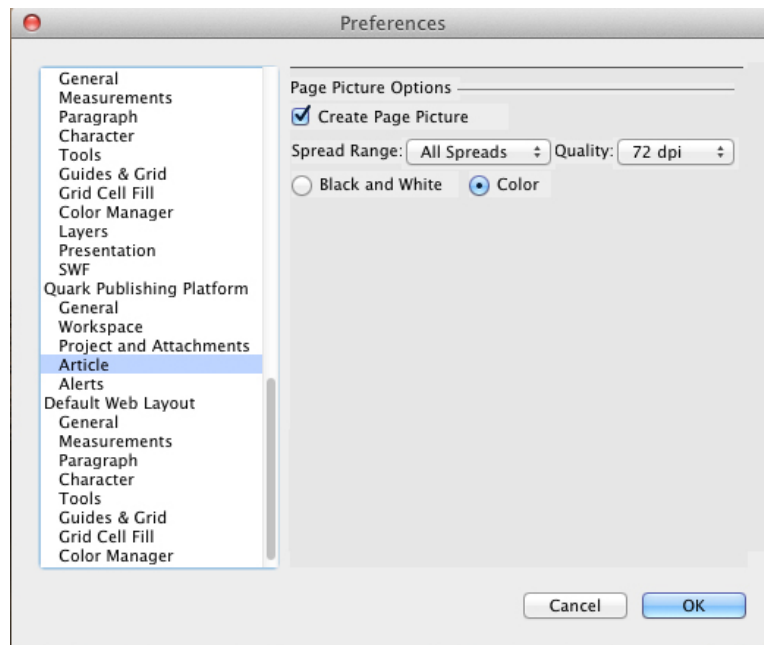 Preferences
General
Measurements
Paragraph
Character
Tools
Guides & Grid
Grid Cell Fill
Color Manager
Layers
Presentation
SWF
Quark Publishing Platform
General
Workspace
Project and Attachments
Article
Alerts
Default Web Layout
General
Measurements
Paragraph
Character
Tools
Guides & Grid
Grid Cell Fill
Color Manager
Page Picture Options
Create Page Picture
Spread Range: All Spreads Quality: 72 dpi
Black and White Color
Cancel OK